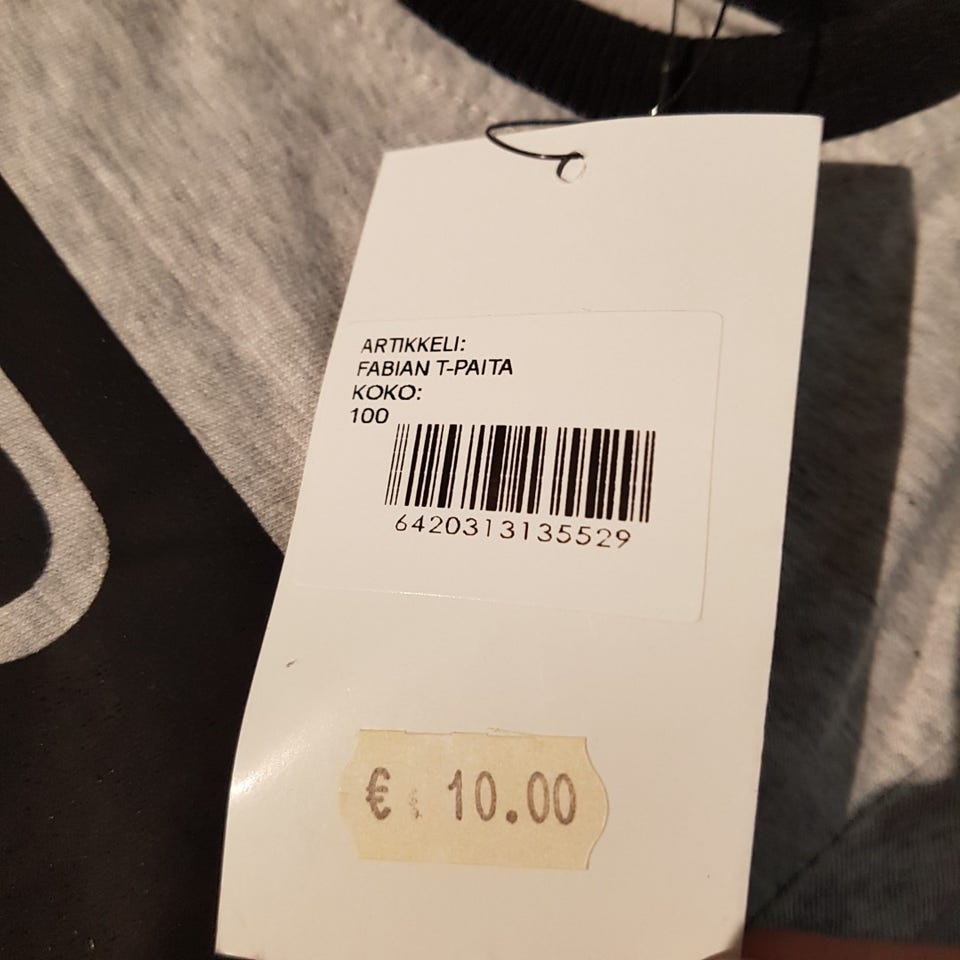 ARTIKKELI:
FABIAN T-PAITA
KOKO:
100
6420313135529
€ 10.00